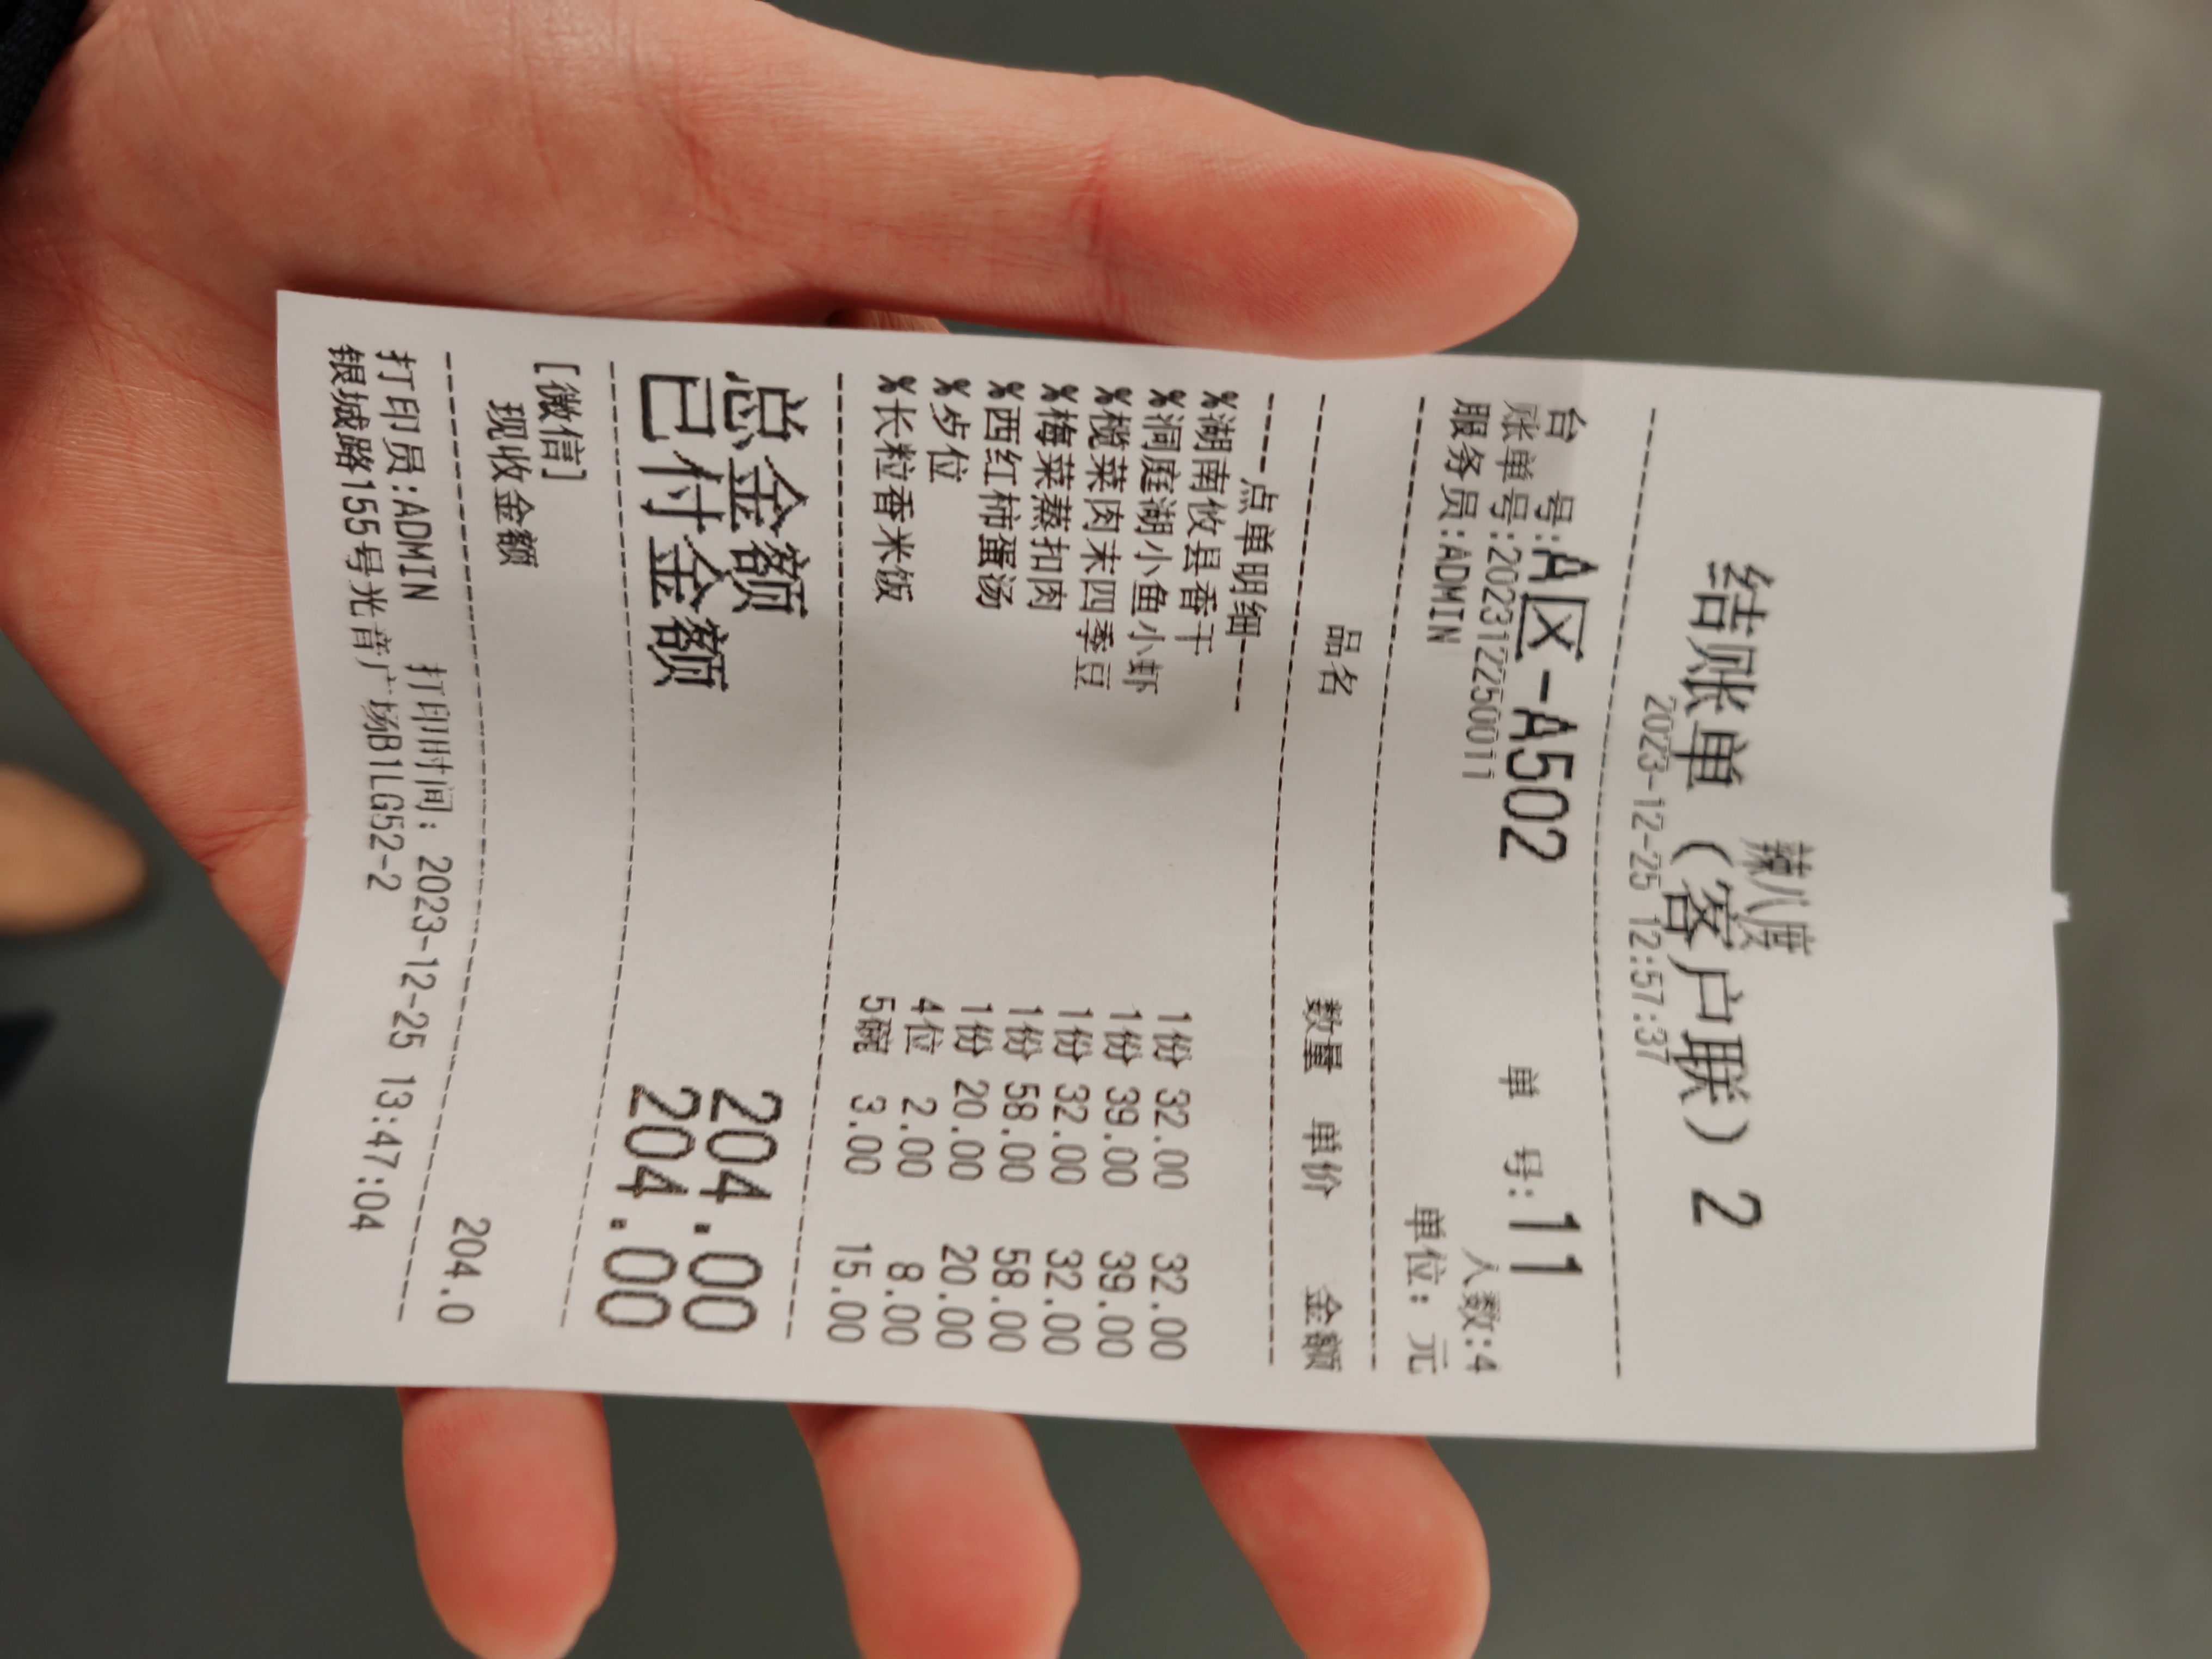 辣八度
结账单（客户联）2
2023-12-25 12:57:37
台 号:A区-A502 单 号:11
账单号:202312250011 人数:4
服务员:ADMIN 单位: 元
品名 数量 单价 金额
----点单明细----
%湖南攸县香干 1份 32.00 32.00
%洞庭湖小鱼小虾 1份 39.00 39.00
%榄菜肉末四季豆 1份 32.00 32.00
%梅菜蒸扣肉 1份 58.00 58.00
%西红柿蛋汤 1份 20.00 20.00
%歩位 4位 2.00 8.00
%长粒香米饭 5碗 3.00 15.00
总金额 204.00
已付金额 204.00
[微信]
现收金额 204.0
打印员:ADMIN 打印时间: 2023-12-25 13:47:04
银城路155号光音广场B1LG52-2